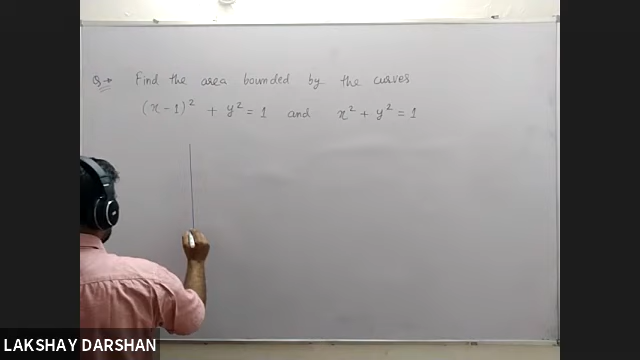 Q→ Find the area bounded by the curves
(x-1)² + y² = 1 and x² + y² = 1
LAKSHAY DARSHAN